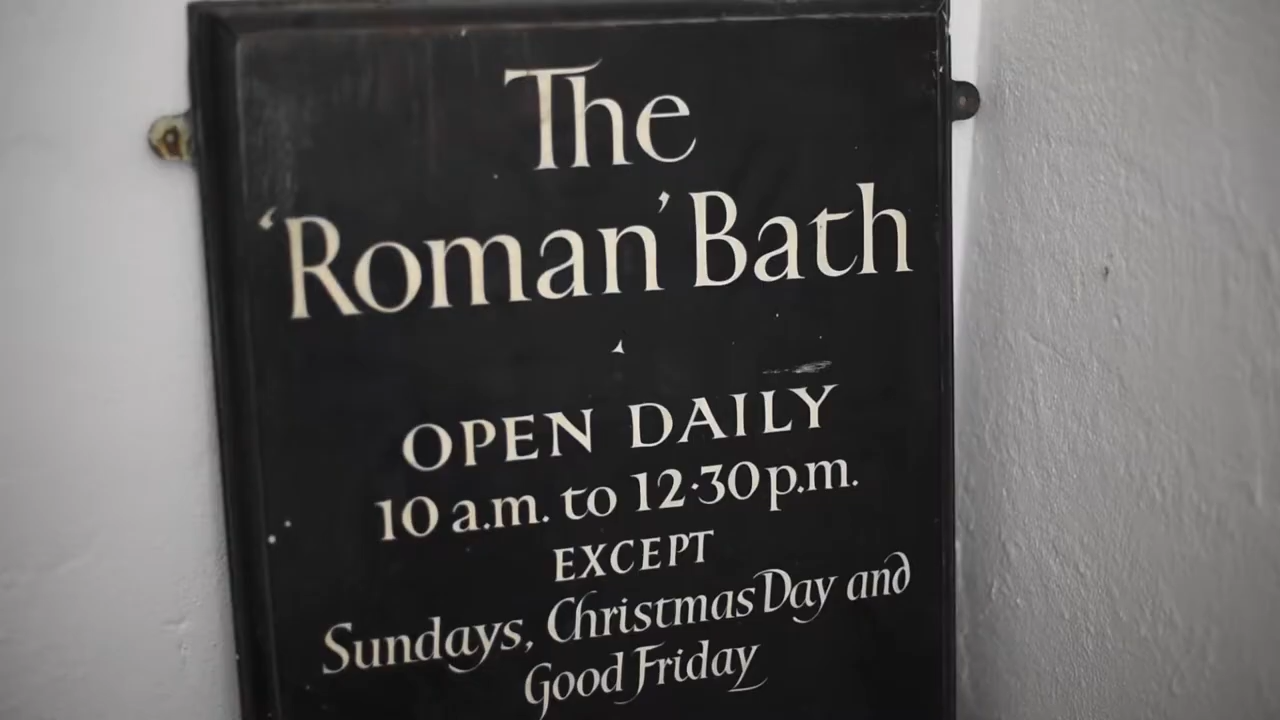 The
‘Roman’ Bath
OPEN DAILY
10 a.m. to 12·30 p.m.
EXCEPT
Sundays, Christmas Day and
Good Friday